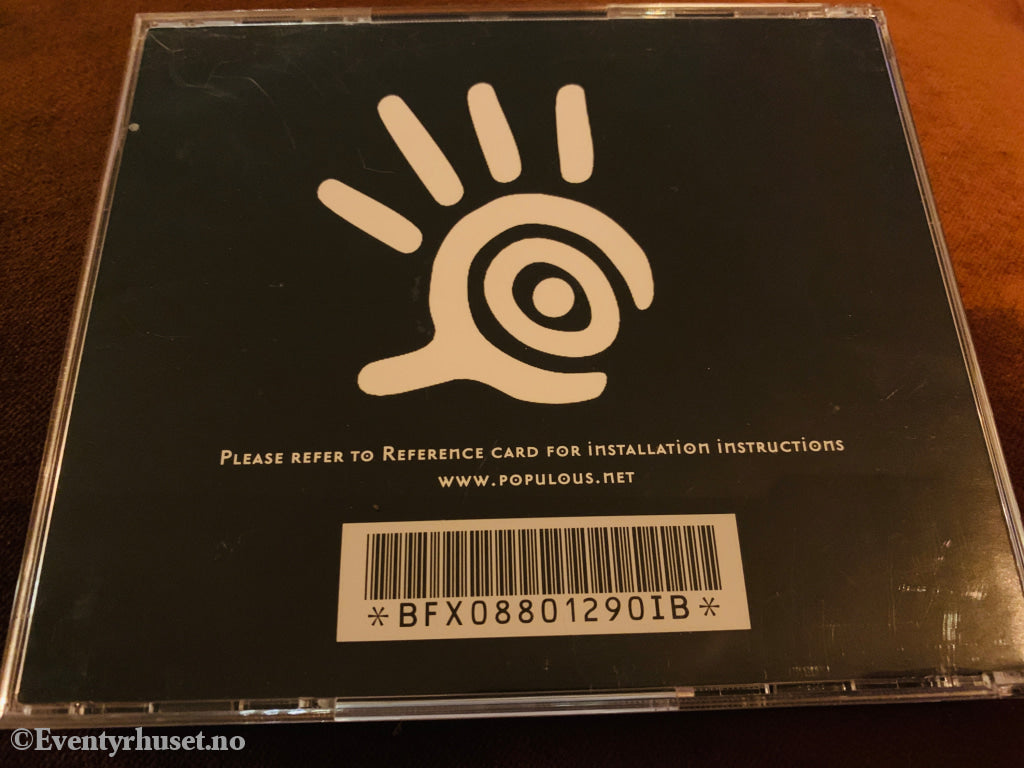 Please refer to Reference card for installation instructions
www.populous.net
*BFX08801290IB*
©Eventyrhuset.no